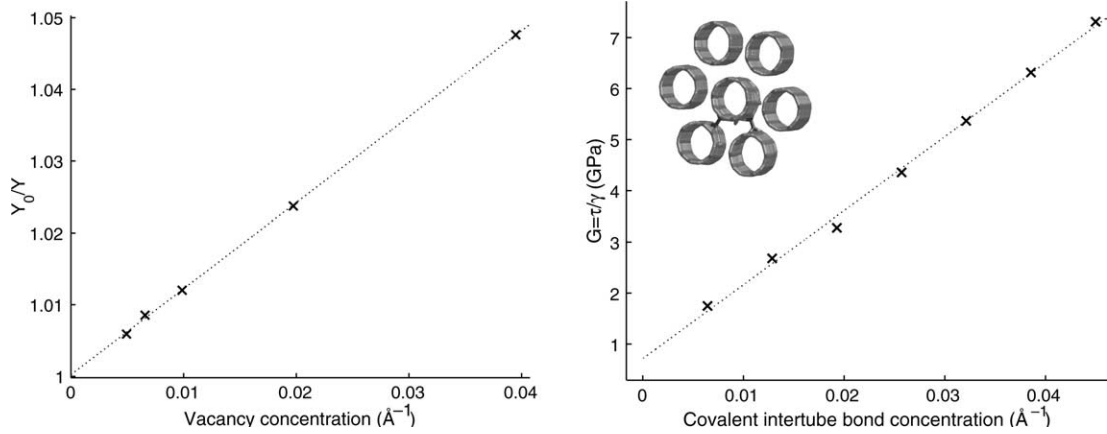 1.05
1.04
1.03
1.02
1.01
1
Y₀/Y
0 0.01 0.02 0.03 0.04
Vacancy concentration (Å⁻¹)
7
6
5
4
3
2
1
G=τ/γ (GPa)
0 0.01 0.02 0.03 0.04
Covalent intertube bond concentration (Å⁻¹)